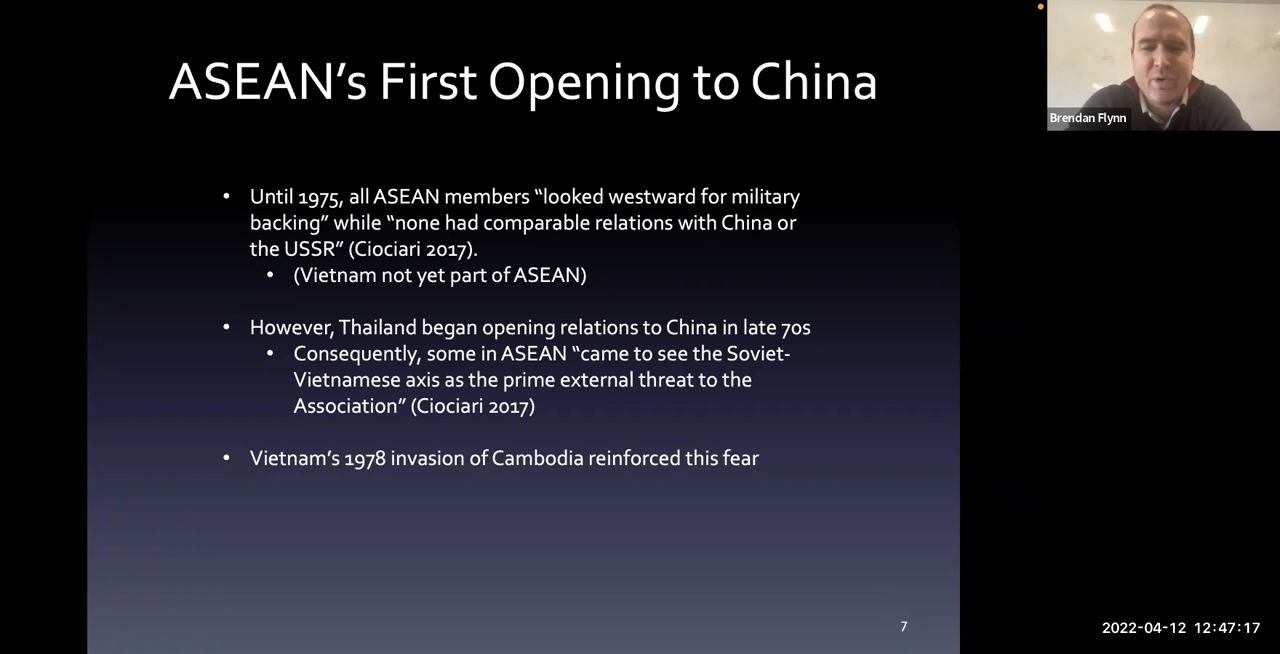 ASEAN’s First Opening to China
Brendan Flynn
• Until 1975, all ASEAN members “looked westward for military
backing” while “none had comparable relations with China or
the USSR” (Ciociari 2017).
• (Vietnam not yet part of ASEAN)
• However, Thailand began opening relations to China in late 70s
• Consequently, some in ASEAN “came to see the Soviet-
Vietnamese axis as the prime external threat to the
Association” (Ciociari 2017)
• Vietnam’s 1978 invasion of Cambodia reinforced this fear
7
2022-04-12 12:47:17